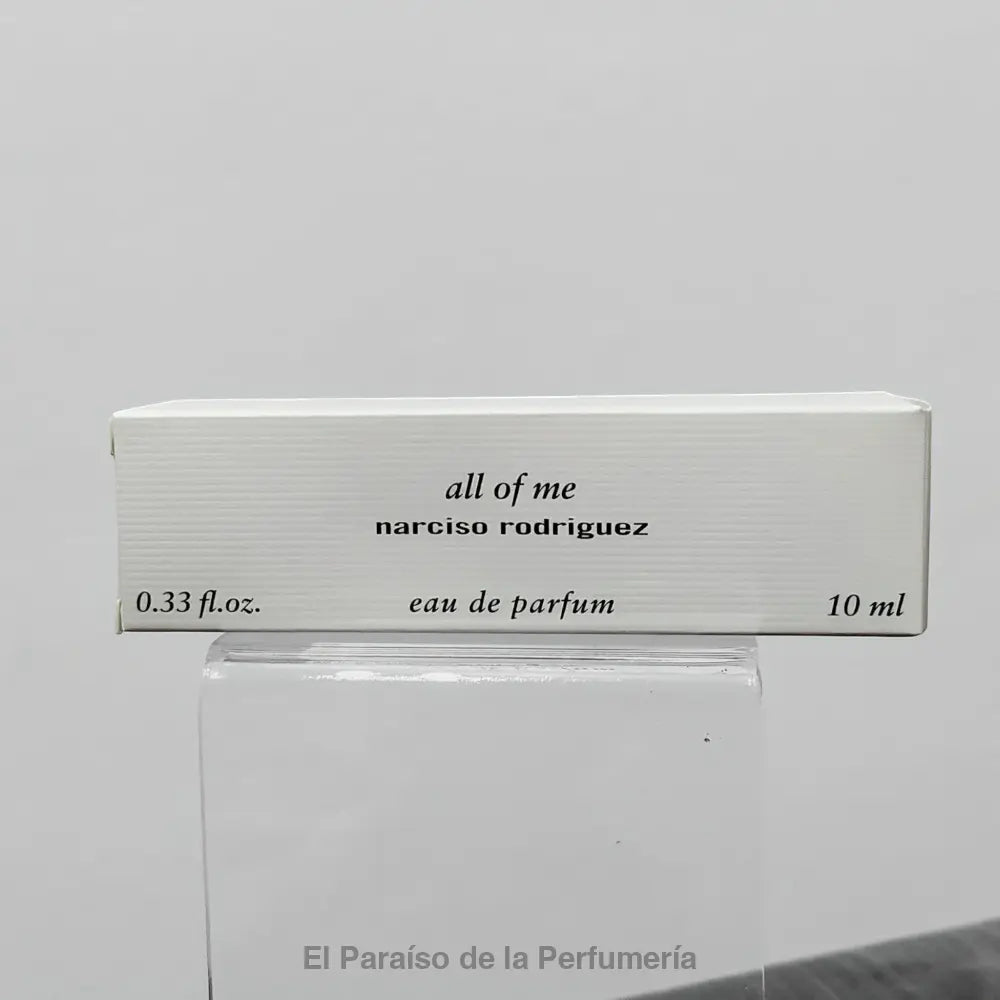 all of me
narciso rodriguez
0.33 fl.oz. eau de parfum 10 ml
El Paraíso de la Perfumería